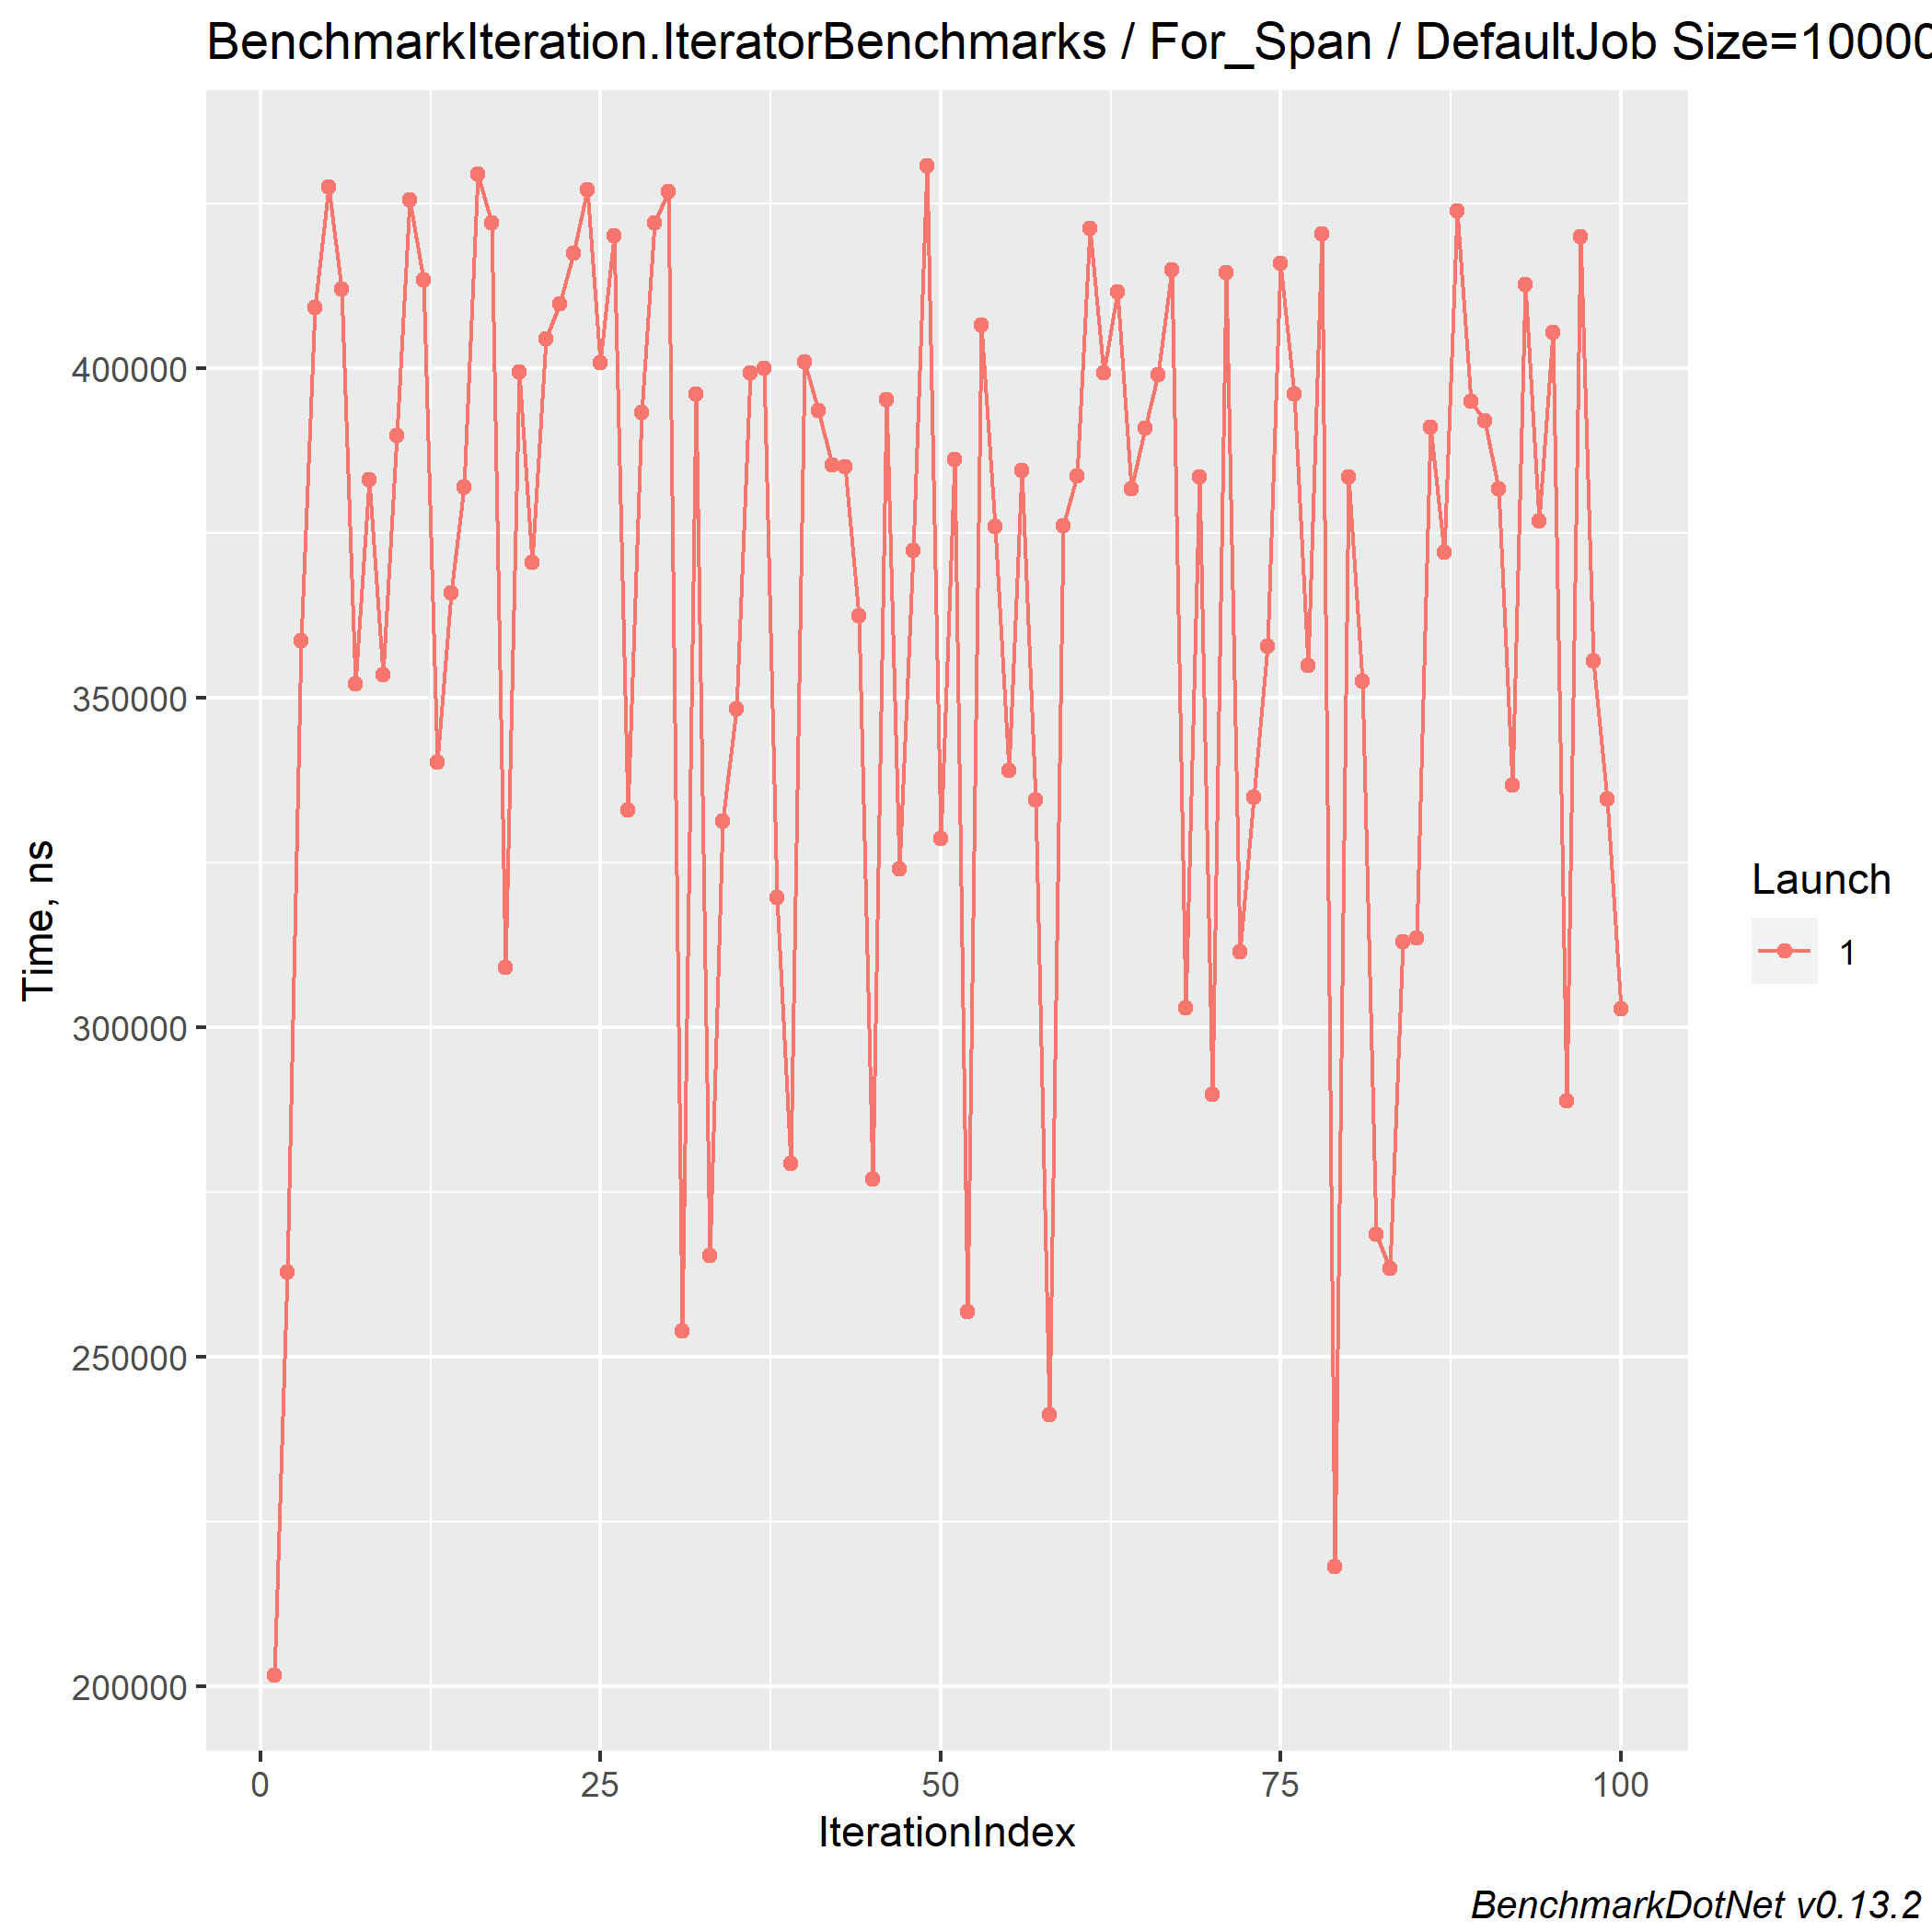 BenchmarkIteration.IteratorBenchmarks / For_Span / DefaultJob Size=10000
400000
350000
300000
250000
200000
Time, ns
0 25 50 75 100
IterationIndex
Launch
1
BenchmarkDotNet v0.13.2